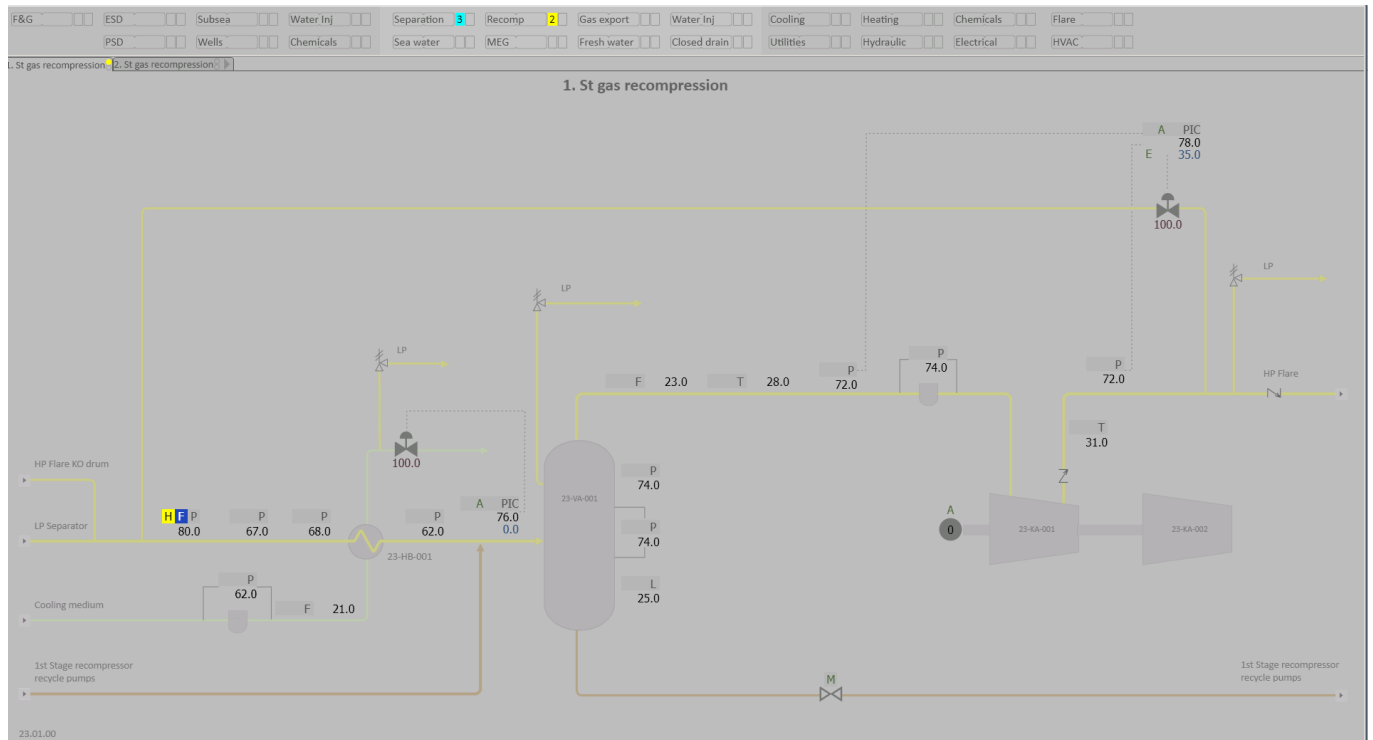 F&G ESD Subsea Water Inj Separation 3 Recomp 2 Gas export Water Inj Cooling Heating Chemicals Flare
PSD Wells Chemicals Sea water MEG Fresh water Closed drain Utilities Hydraulic Electrical HVAC
1. St gas recompression 2. St gas recompression
1. St gas recompression
A PIC
78.0
E 35.0
100.0
LP
LP
LP
P
74.0
P
72.0
P
72.0
F 23.0 T 28.0
HP Flare
T
31.0
100.0
HP Flare KO drum
P
74.0
23-VA-001
A PIC
76.0
0.0
H F P
80.0
P
67.0
P
68.0
P
62.0
LP Separator
23-HB-001
P
74.0
A
0
23-KA-001
23-KA-002
P
62.0
L
25.0
Cooling medium
F 21.0
1st Stage recompressor
recycle pumps
M
1st Stage recompressor
recycle pumps
23.01.00